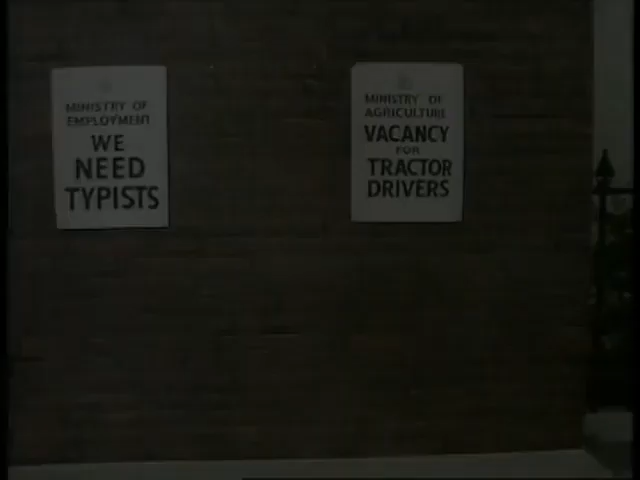 MINISTRY OF
EMPLOYMENT
WE
NEED
TYPISTS
MINISTRY OF
AGRICULTURE
VACANCY
FOR
TRACTOR
DRIVERS